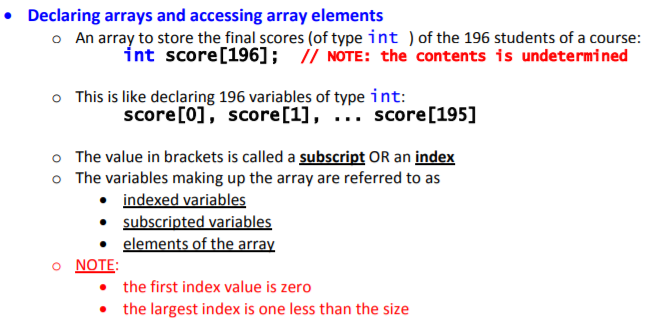 • Declaring arrays and accessing array elements
o An array to store the final scores (of type int ) of the 196 students of a course:
int score[196]; // NOTE: the contents is undetermined
o This is like declaring 196 variables of type int:
score[0], score[1], ... score[195]
o The value in brackets is called a subscript OR an index
o The variables making up the array are referred to as
• indexed variables
• subscripted variables
• elements of the array
o NOTE:
• the first index value is zero
• the largest index is one less than the size